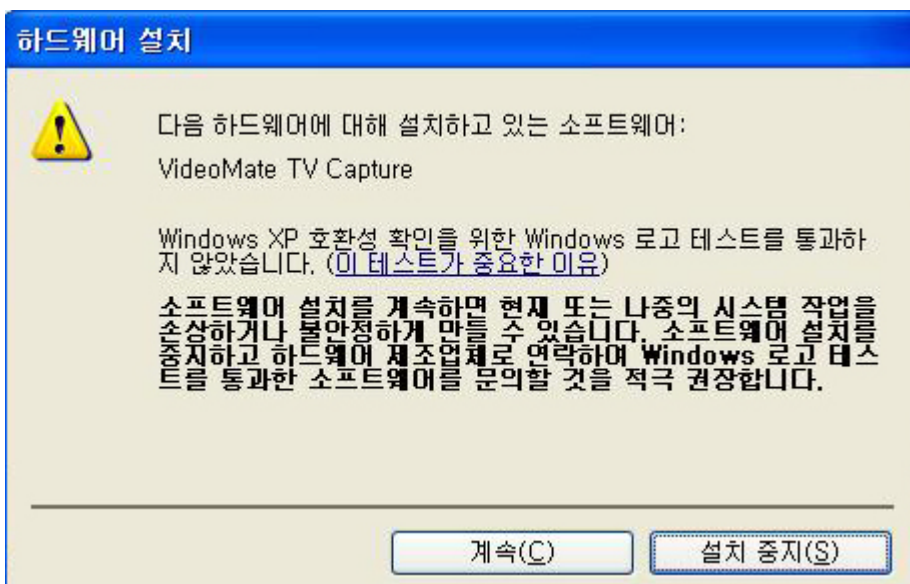 하드웨어 설치
다음 하드웨어에 대해 설치하고 있는 소프트웨어:
VideoMate TV Capture
Windows XP 호환성 확인을 위한 Windows 로고 테스트를 통과하
지 않았습니다. (이 테스트가 중요한 이유)
소프트웨어 설치를 계속하면 현재 또는 나중의 시스템 작업을
손상하거나 불안정하게 만들 수 있습니다. 소프트웨어 설치를
중지하고 하드웨어 제조업체로 연락하여 Windows 로고 테스
트를 통과한 소프트웨어를 문의할 것을 적극 권장합니다.
계속(C)
설치 중지(S)